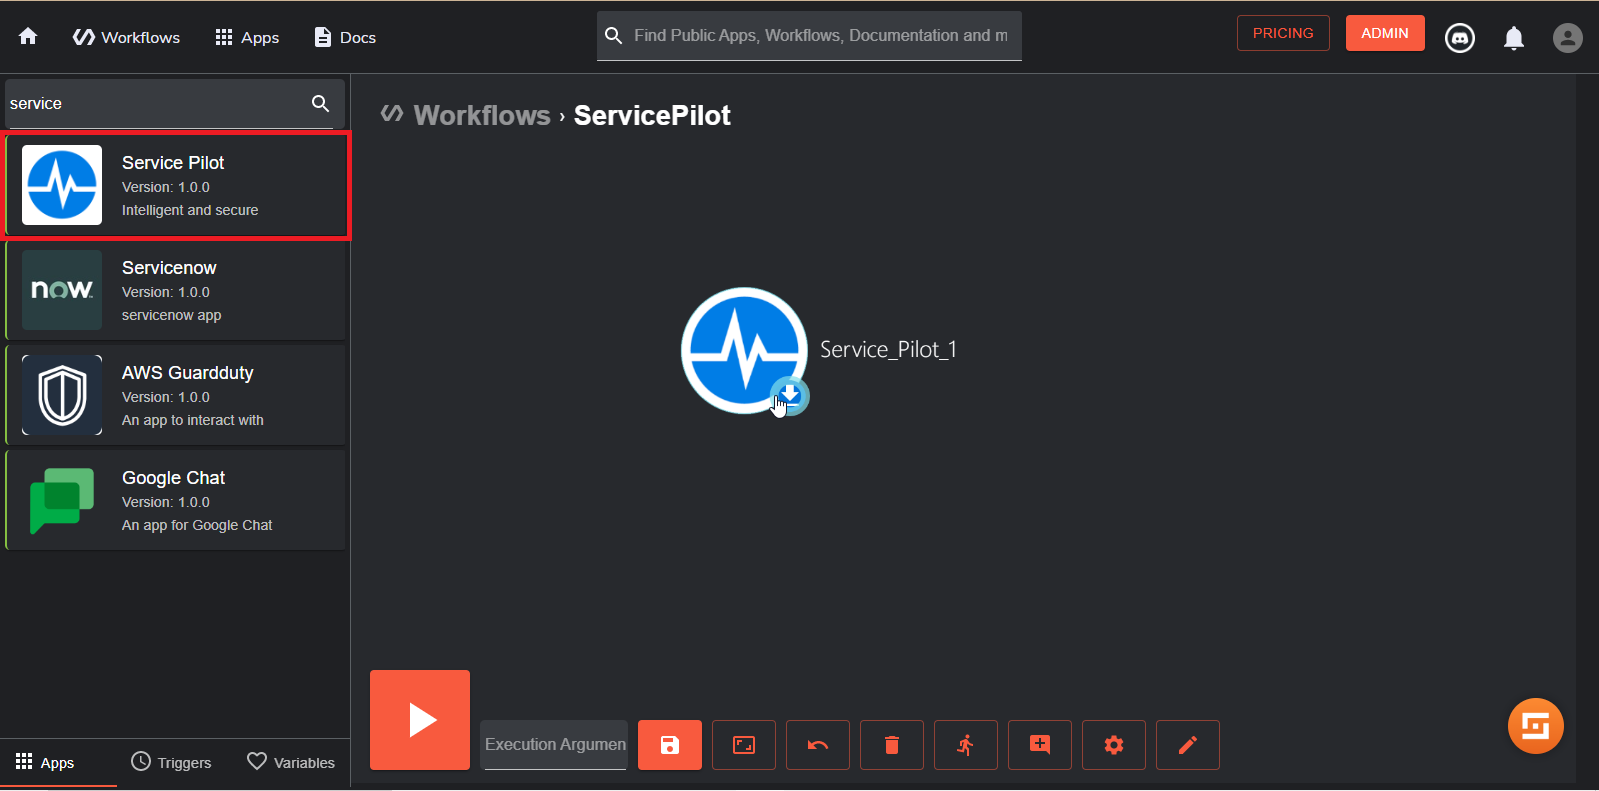 Workflows
Apps
Docs
Find Public Apps, Workflows, Documentation and m
PRICING
ADMIN
service
Workflows › ServicePilot
Service Pilot
Version: 1.0.0
Intelligent and secure
now
Servicenow
Version: 1.0.0
servicenow app
AWS Guardduty
Version: 1.0.0
An app to interact with
Google Chat
Version: 1.0.0
An app for Google Chat
Service_Pilot_1
Execution Argumen
Apps
Triggers
Variables